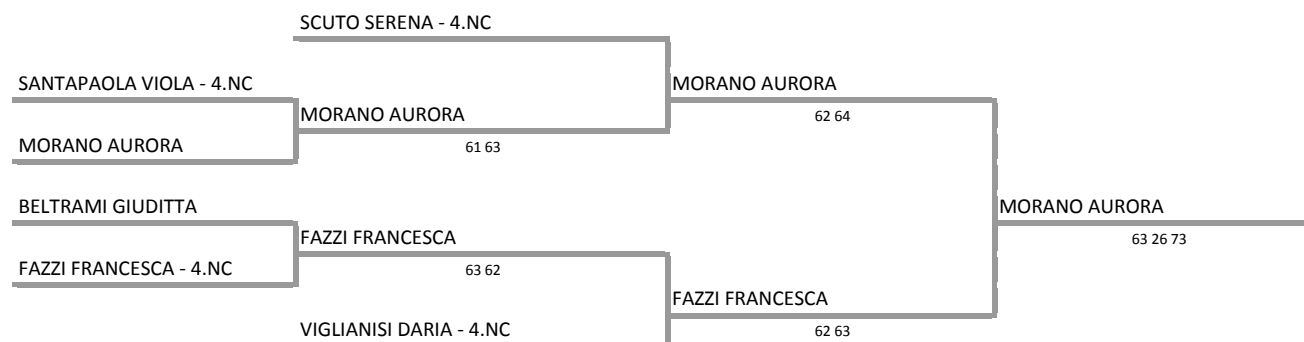 SCUTO SERENA - 4.NC
SANTAPAOLA VIOLA - 4.NC
MORANO AURORA
MORANO AURORA
62 64
MORANO AURORA
61 63
BELTRAMI GIUDITTA
MORANO AURORA
63 26 73
FAZZI FRANCESCA
FAZZI FRANCESCA - 4.NC
63 62
FAZZI FRANCESCA
VIGLIANISI DARIA - 4.NC
62 63